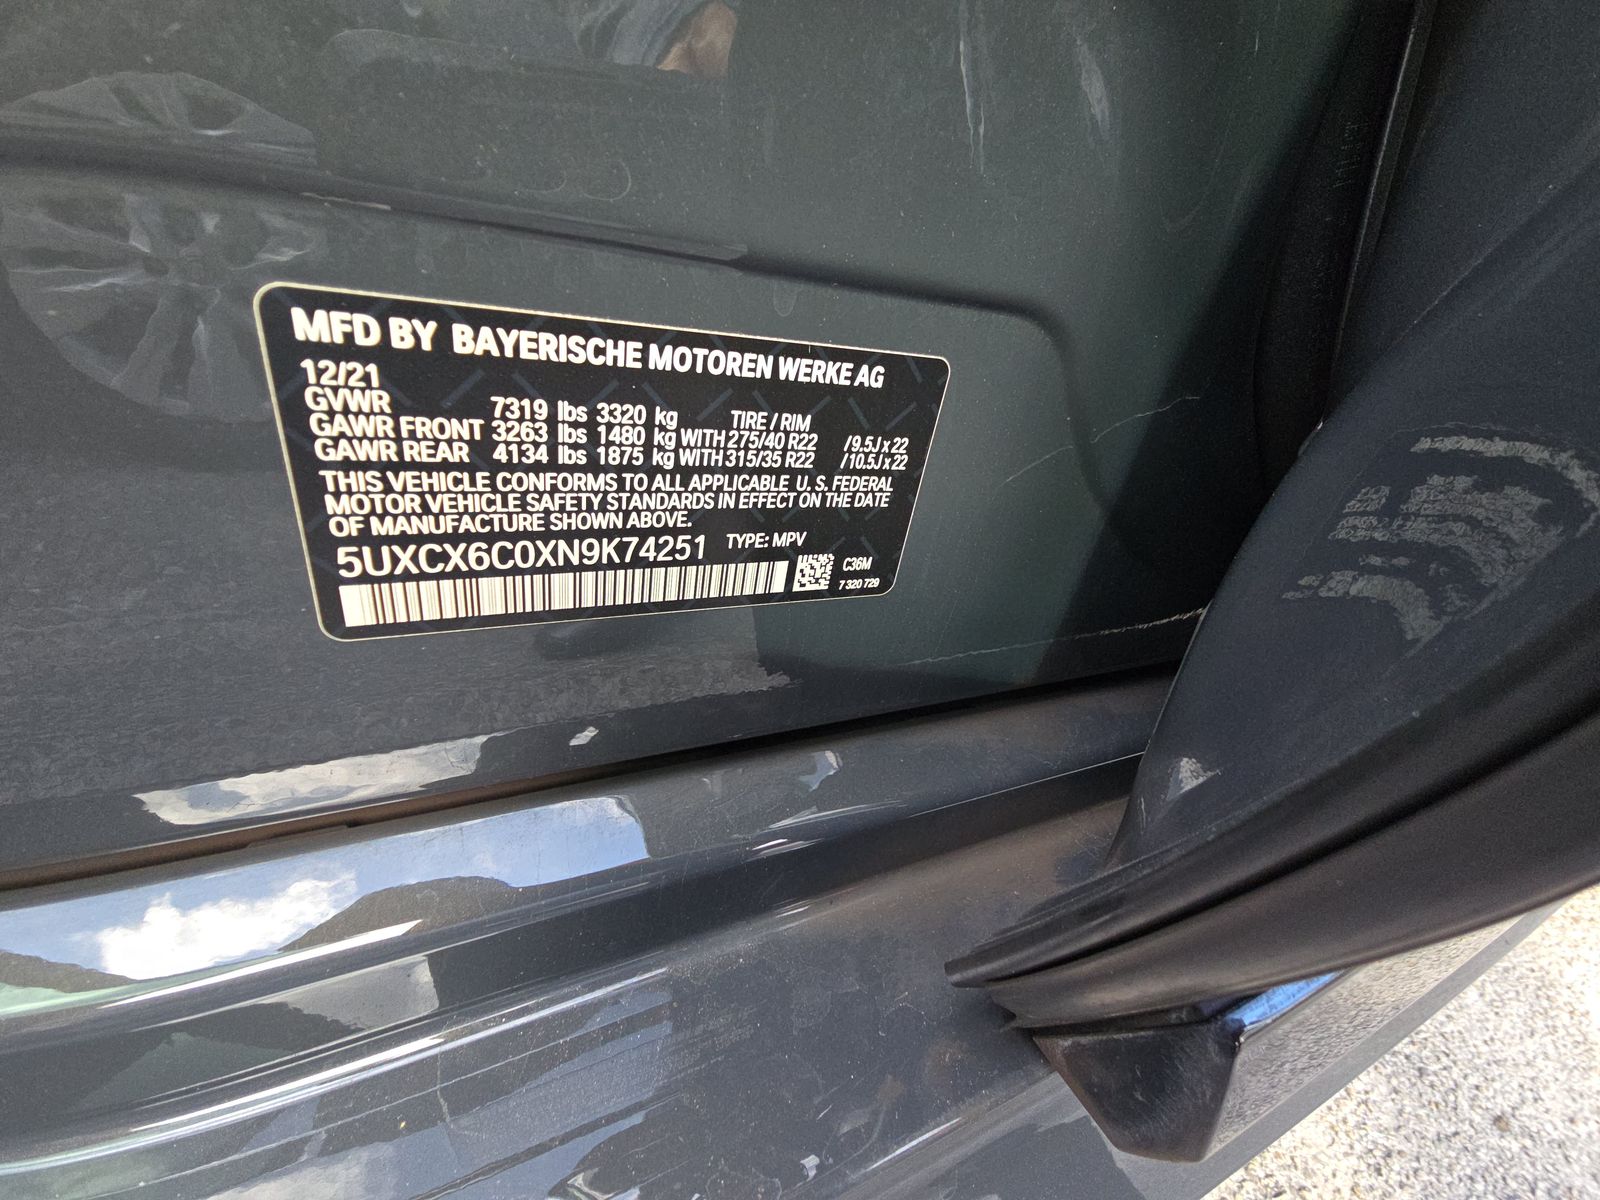 MFD BY BAYERISCHE MOTOREN WERKE AG
12/21
GVWR 7319 lbs 3320 kg TIRE / RIM
GAWR FRONT 3263 lbs 1480 kg WITH 275/40 R22 /9.5J x 22
GAWR REAR 4134 lbs 1875 kg WITH 315/35 R22 /10.5J x 22
THIS VEHICLE CONFORMS TO ALL APPLICABLE U. S. FEDERAL
MOTOR VEHICLE SAFETY STANDARDS IN EFFECT ON THE DATE
OF MANUFACTURE SHOWN ABOVE.
5UXCX6C0XN9K74251 TYPE: MPV
C36M
7 320 729